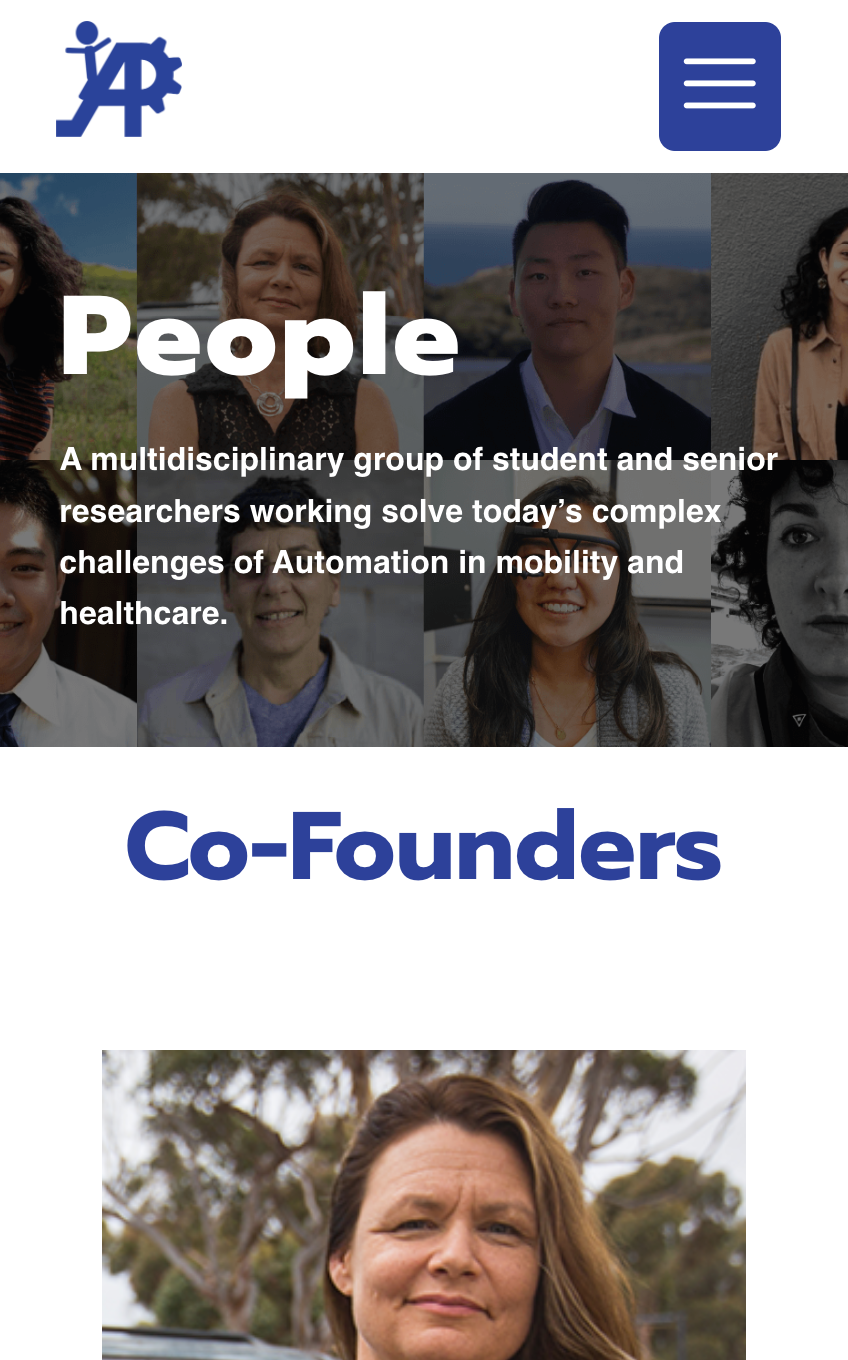 AP
People
A multidisciplinary group of student and senior
researchers working solve today’s complex
challenges of Automation in mobility and
healthcare.
Co-Founders